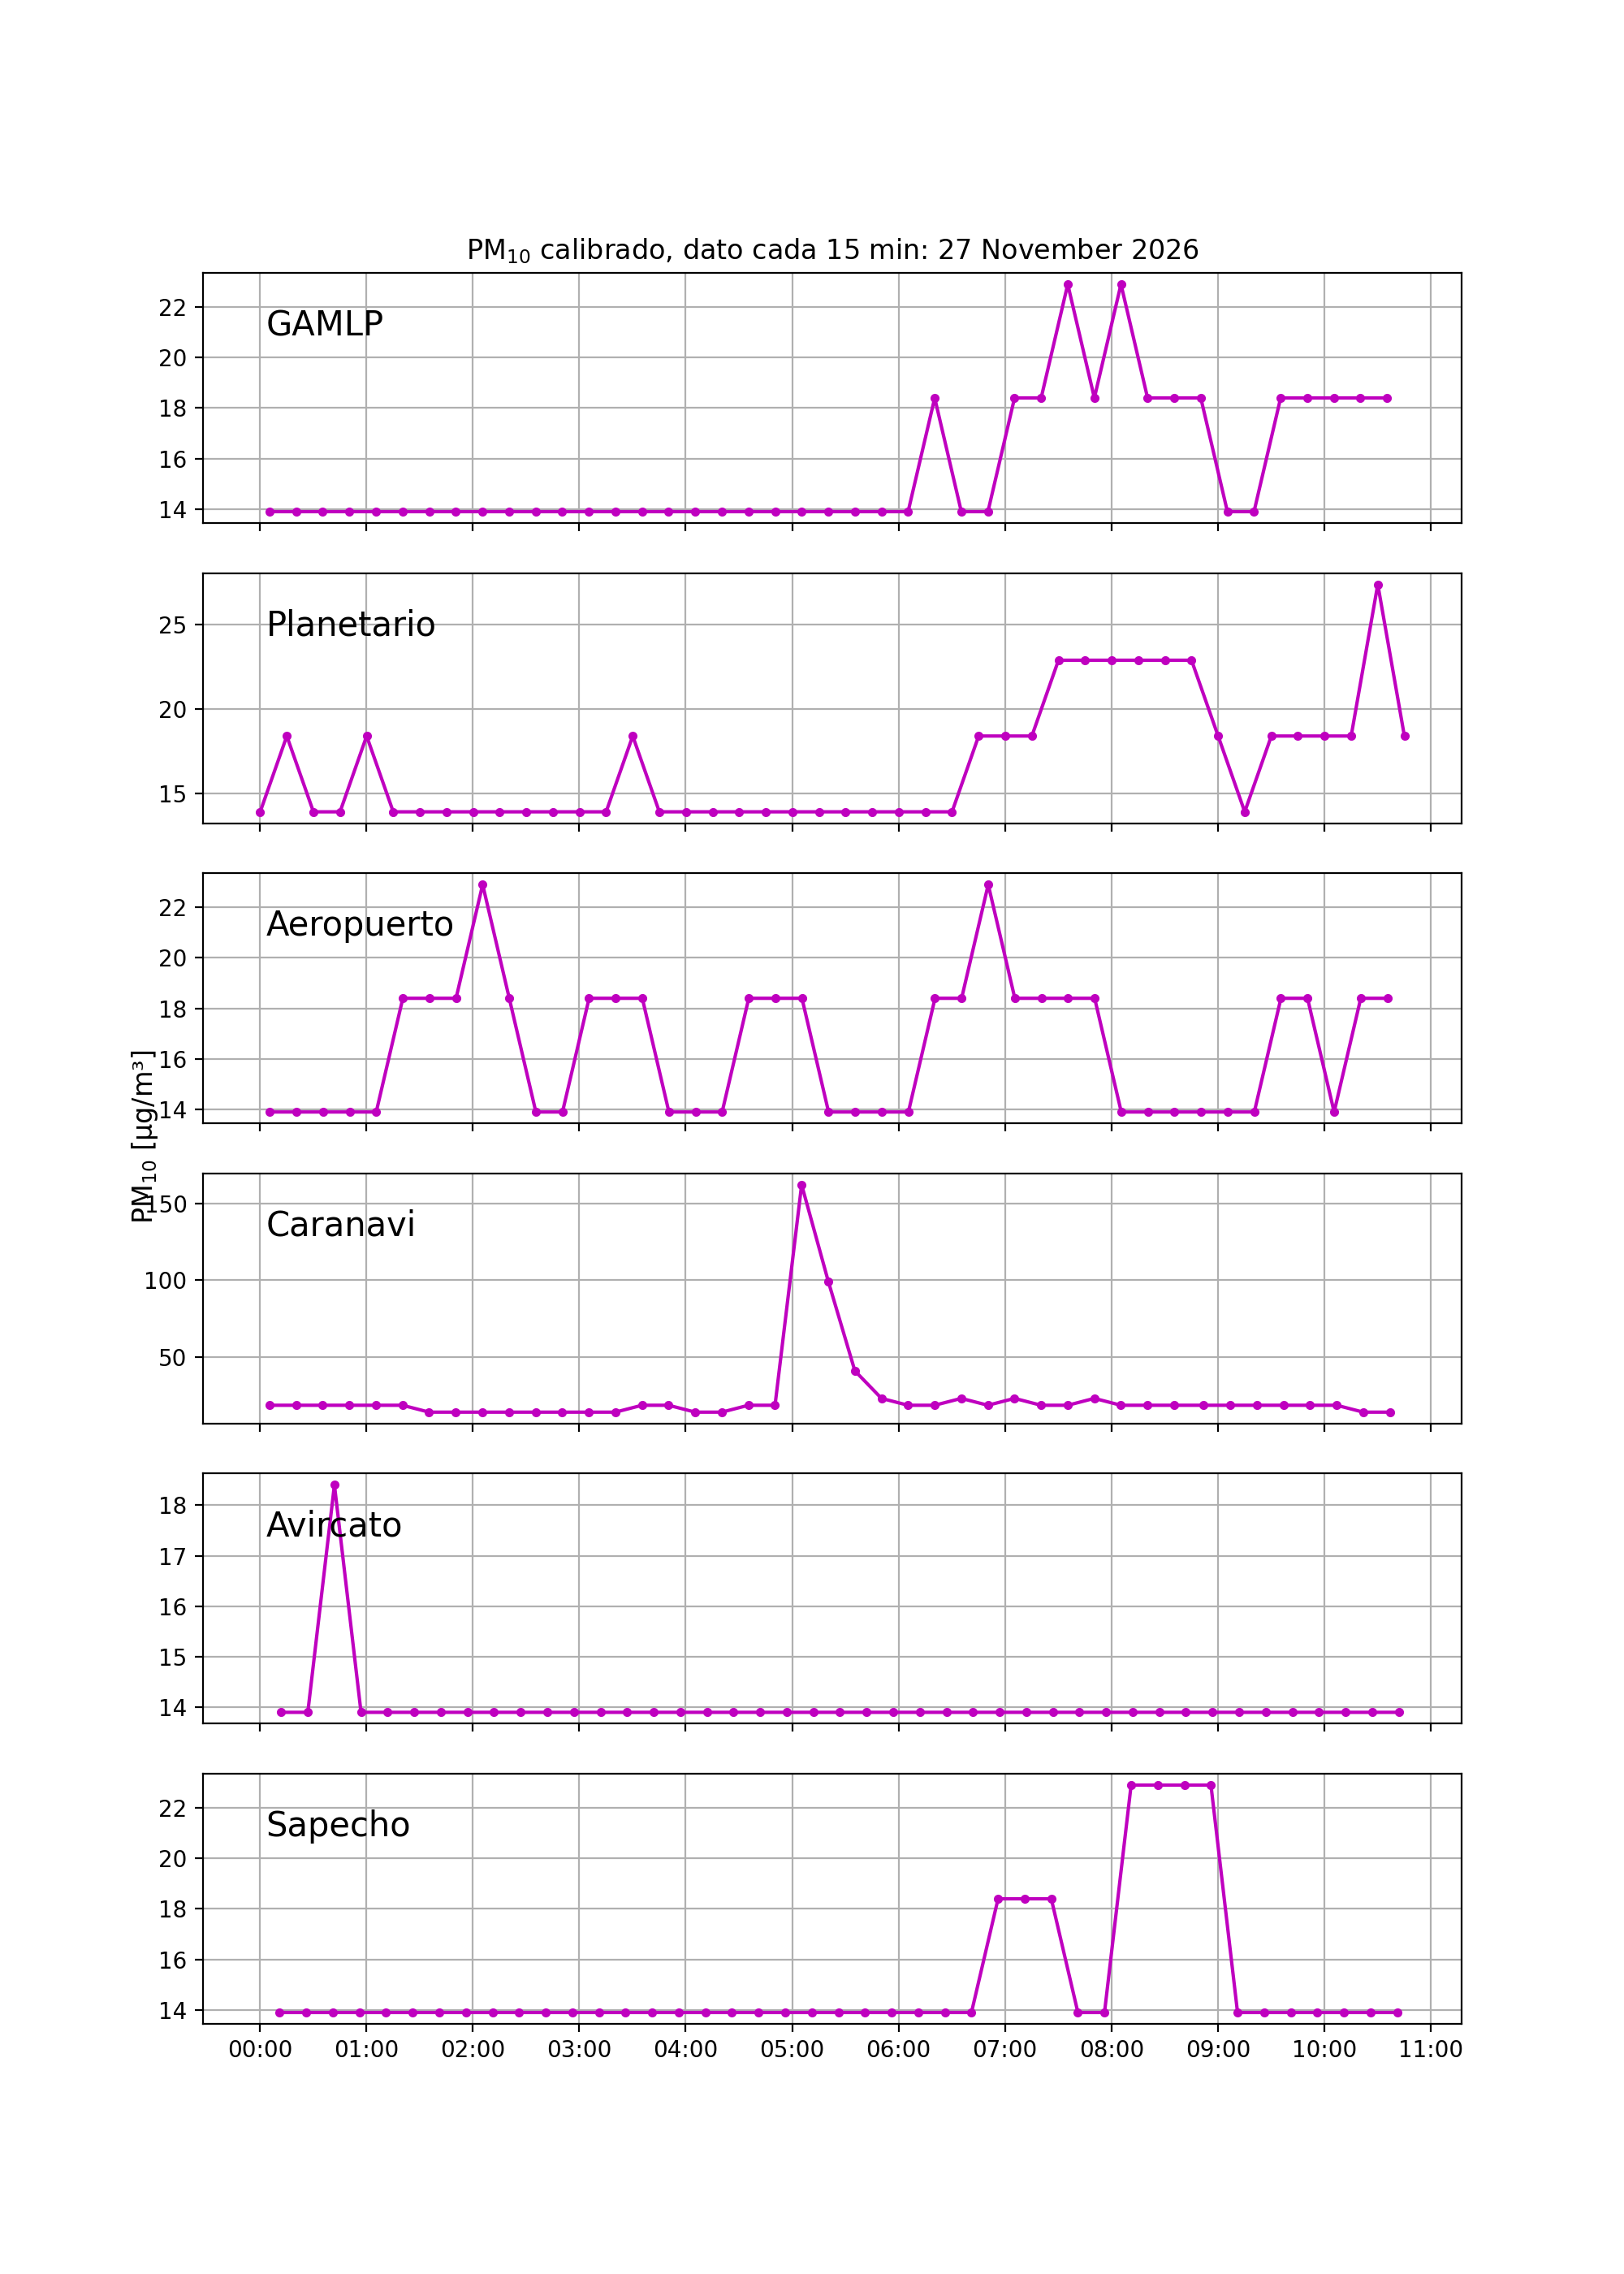 PM₁₀ calibrado, dato cada 15 min: 27 November 2026
GAMLP
22
20
18
16
14
Planetario
25
20
15
Aeropuerto
22
20
18
16
14
PM₁₀ [µg/m³]
Caranavi
150
100
50
Avircato
18
17
16
15
14
Sapecho
22
20
18
16
14
00:00 01:00 02:00 03:00 04:00 05:00 06:00 07:00 08:00 09:00 10:00 11:00